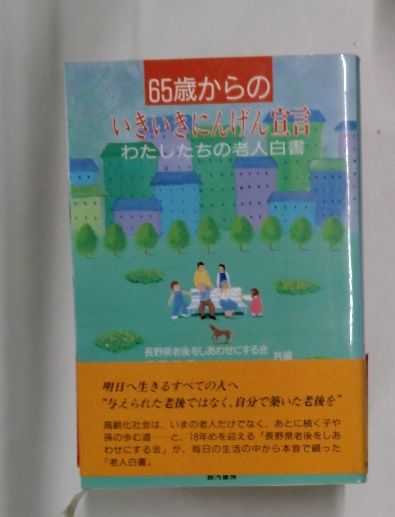 65歳からの
いきいきにんげん宣言
わたしたちの老人白書
長野県老後をしあわせにする会
共編
明日へ生きるすべての人へ
“与えられた老後ではなく、自分で築いた老後を”
高齢化社会は、いまの老人だけでなく、あとに続く子や
孫の歩む道──と、18年めを迎える「長野県老後をしあ
わせにする会」が、毎日の生活の中から本音で綴った
「老人白書」
銀河書房